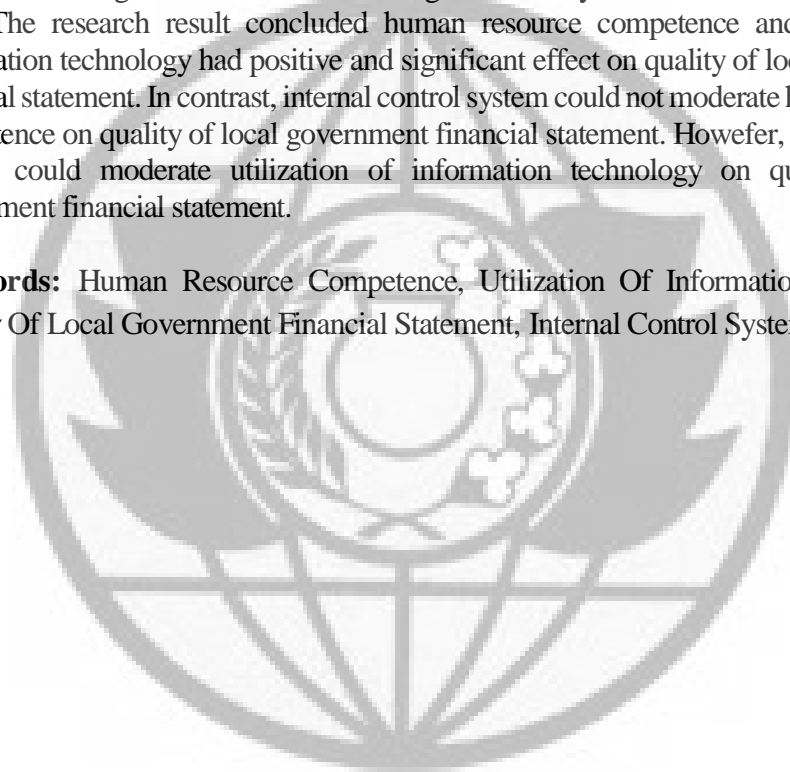 The research result concluded human resource competence and
ation technology had positive and significant effect on quality of loc
al statement. In contrast, internal control system could not moderate
tence on quality of local government financial statement. Howefer,
could moderate utilization of information technology on qu
ment financial statement.
ords: Human Resource Competence, Utilization Of Informatio
Of Local Government Financial Statement, Internal Control System